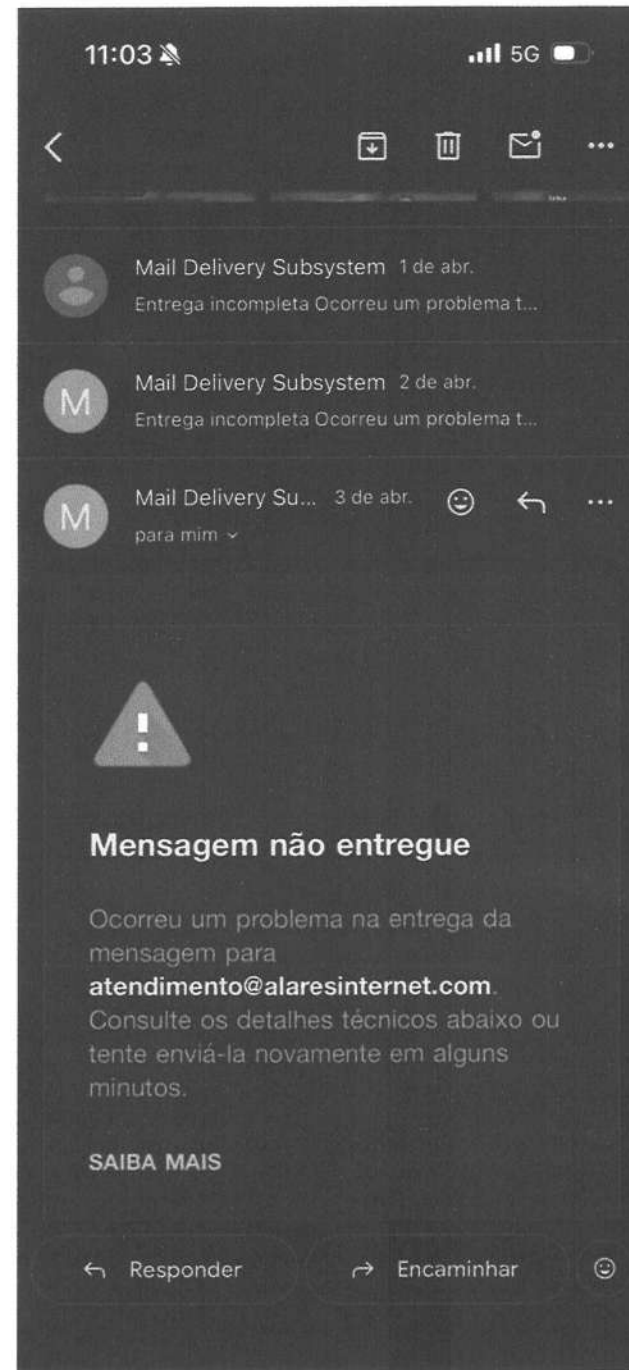 11:03
5G
Mail Delivery Subsystem 1 de abr.
Entrega incompleta Ocorreu um problema t...
M
Mail Delivery Subsystem 2 de abr.
Entrega incompleta Ocorreu um problema t...
M
Mail Delivery Su... 3 de abr.
para mim
Mensagem não entregue
Ocorreu um problema na entrega da
mensagem para
atendimento@alaresinternet.com.
Consulte os detalhes técnicos abaixo ou
tente enviá-la novamente em alguns
minutos.
SAIBA MAIS
Responder
Encaminhar